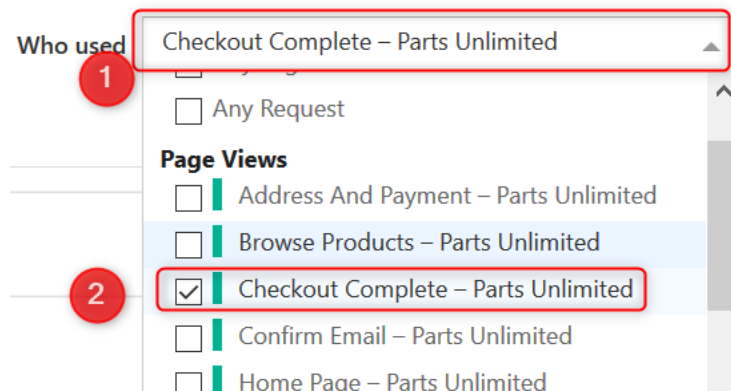 Who used
Checkout Complete – Parts Unlimited
1
Any Request
Page Views
Address And Payment – Parts Unlimited
Browse Products – Parts Unlimited
2
Checkout Complete – Parts Unlimited
Confirm Email – Parts Unlimited
Home Page – Parts Unlimited